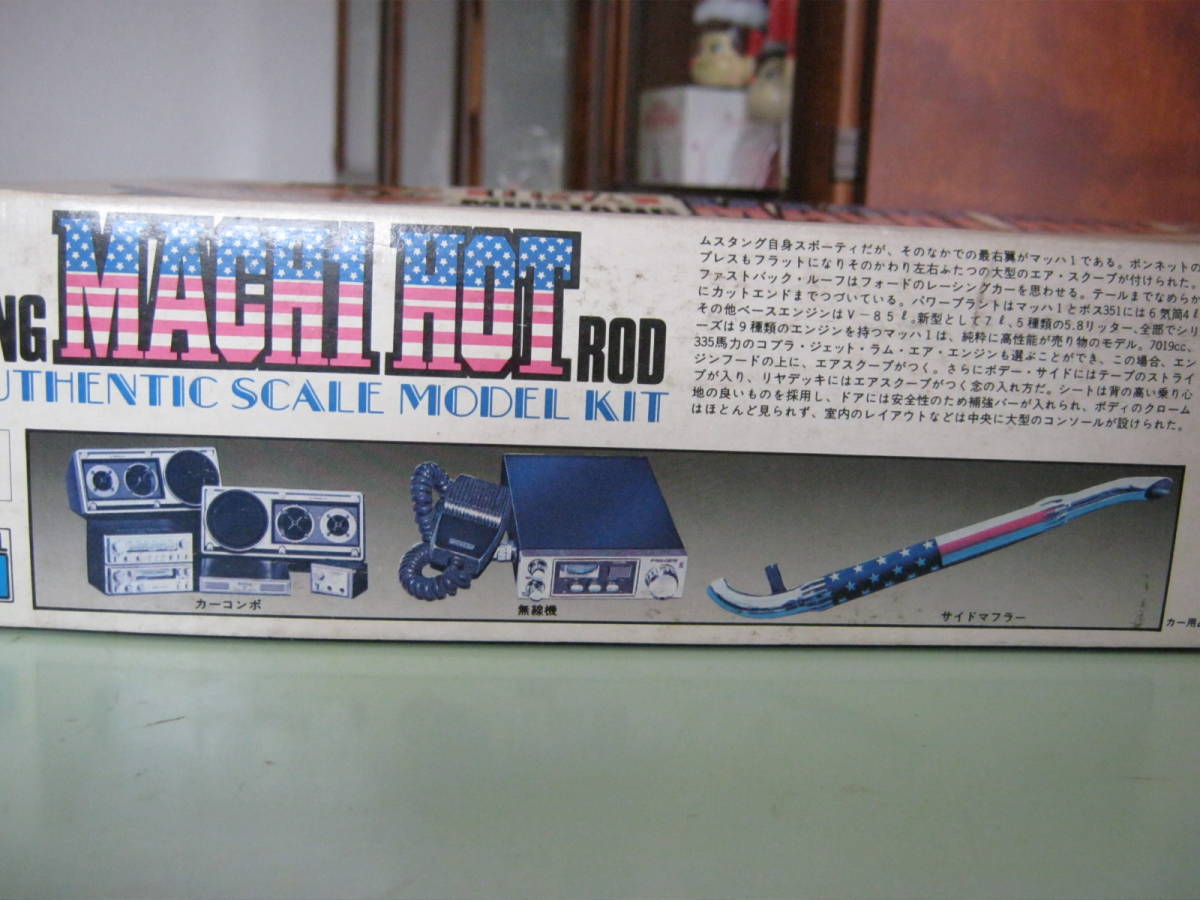 NG MACH1 HOT ROD
UTHENTIC SCALE MODEL KIT
ムスタング自身スポーティだが、そのなかでの最右翼がマッハ1である。ボンネットの
プレスもフラットになりそのかわり左右ふたつの大型のエア・スクープが付けられた。
ファストバック・ルーフはフォードのレーシングカーを思わせる。テールまでなめらか
にカットエンドまでつづいている。パワープラントはマッハ1とボス351には6気筒4ℓ
その他ベースエンジンはV-85ℓ。新型として7ℓ、5種類の5.8リッター、全部でシリ
ーズは9種類のエンジンを持つマッハ1は、純粋に高性能が売り物のモデル。7019cc、
335馬力のコブラ・ジェット・ラム・エア・エンジンも選ぶことができ、この場合、エン
ジンフードの上に、エアスクープがつく。さらにボデー・サイドにはテープのストライ
プが入り、リヤデッキにはエアスクープがつく念の入れ方だ。シートは背の高い乗り心
地の良いものを採用し、ドアには安全性のため補強バーが入れられ、ボディのクローム
はほとんど見られず、室内のレイアウトなどは中央に大型のコンソールが設けられた。
カーコンポ
無線機
サイドマフラー
カー用